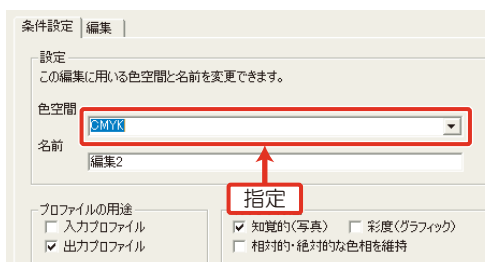 条件設定 編集
設定
この編集に用いる色空間と名前を変更できます。
色空間
CMYK
名前
編集2
指定
プロファイルの用途
入力プロファイル
出力プロファイル
知覚的(写真) 彩度(グラフィック)
相対的・絶対的な色相を維持